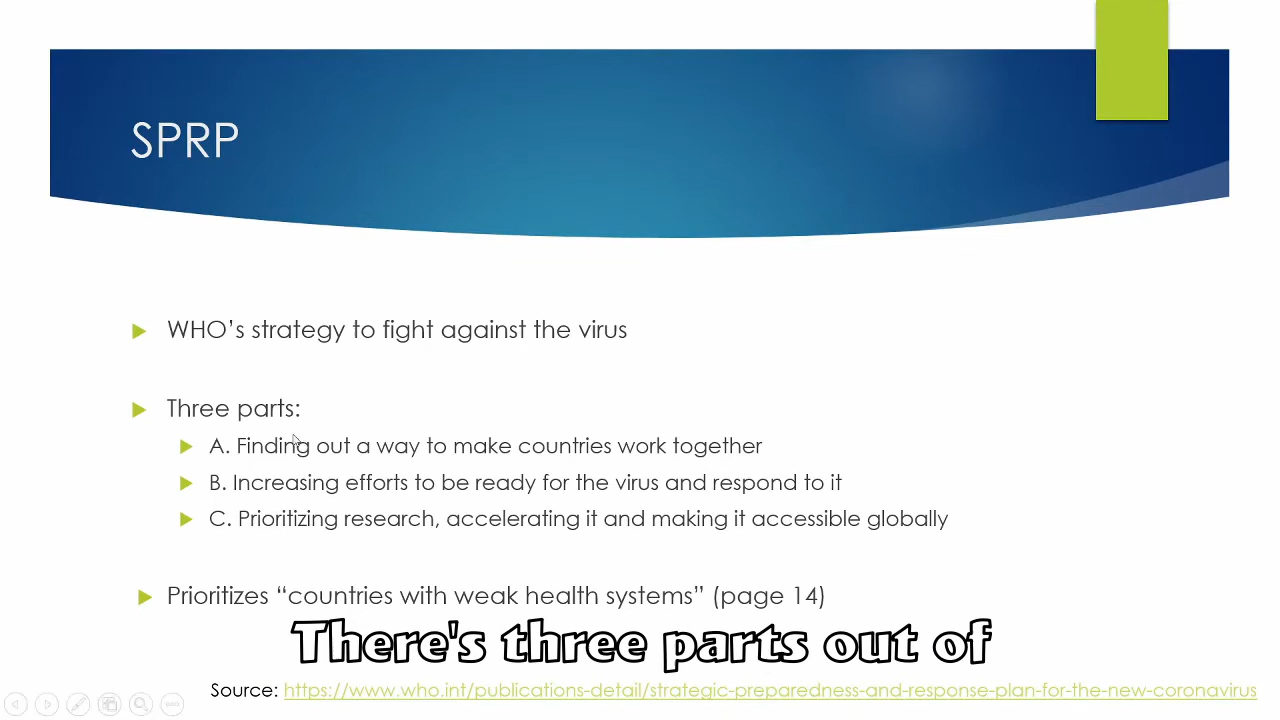 SPRP
WHO's strategy to fight against the virus
Three parts:
A. Finding out a way to make countries work together
B. Increasing efforts to be ready for the virus and respond to it
C. Prioritizing research, accelerating it and making it accessible globally
Prioritizes “countries with weak health systems” (page 14)
There's three parts out of
Source: https://www.who.int/publications-detail/strategic-preparedness-and-response-plan-for-the-new-coronavirus